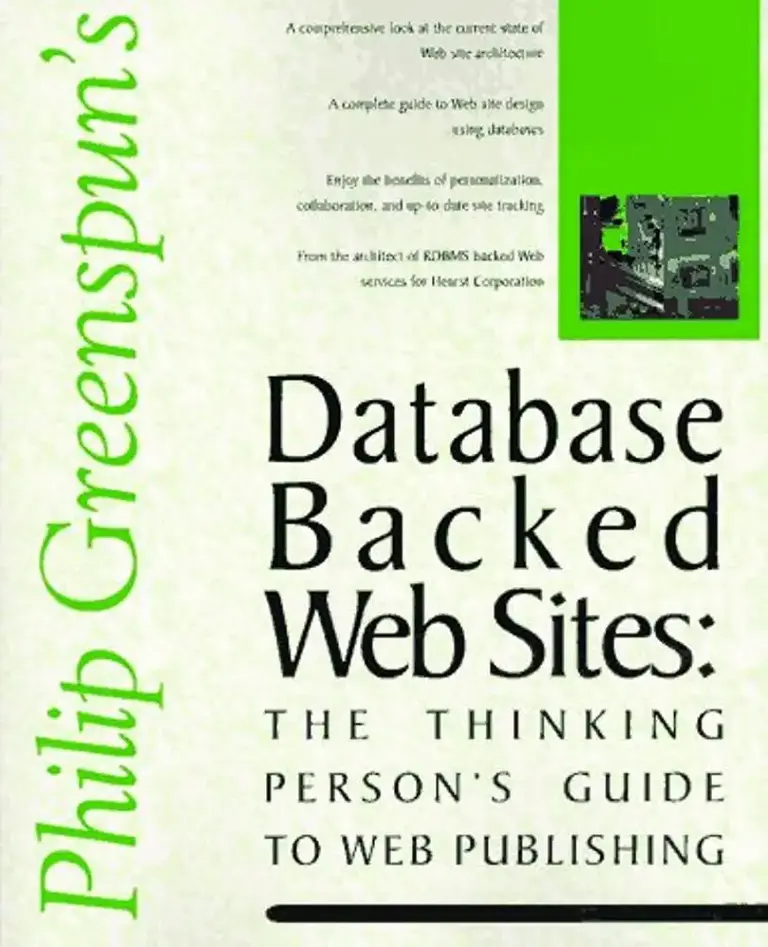 Philip Greenspun's
A comprehensive look at the current state of
Web site architecture
A complete guide to Web site design
using databases
Enjoy the benefits of personalization,
collaboration, and up-to date site tracking
From the architect of RDBMS backed Web
services for Hearst Corporation
Database
Backed
Web Sites:
THE THINKING
PERSON'S GUIDE
TO WEB PUBLISHING